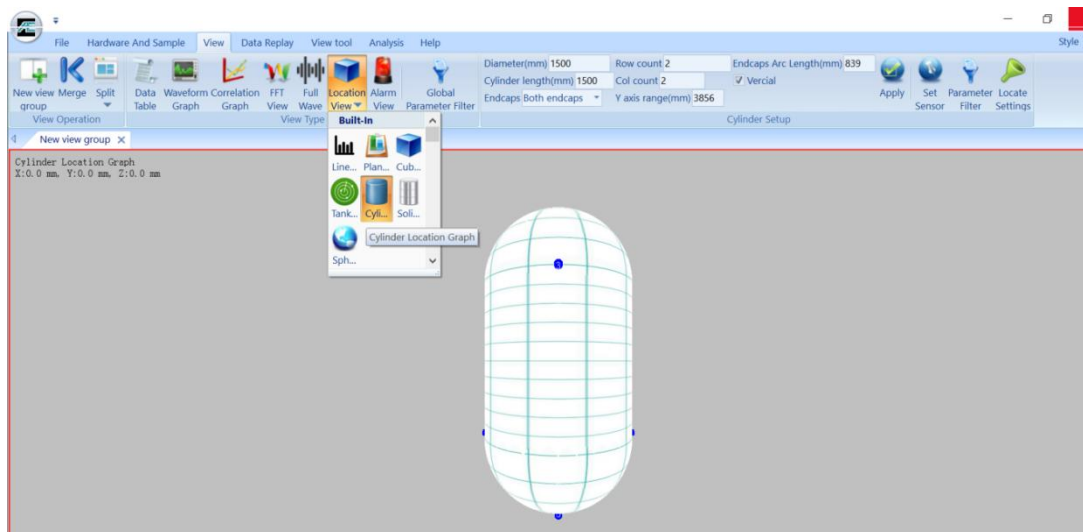 AE
File Hardware And Sample View Data Replay View tool Analysis Help Style
New view group Merge Split Data Table Waveform Graph Correlation Graph FFT View Full Wave Location View Alarm View Global Parameter Filter
Diameter(mm) 1500 Row count 2 Endcaps Arc Length(mm) 839
Cylinder length(mm) 1500 Col count 2 Vercial
Endcaps Both endcaps Y axis range(mm) 3856
Apply Set Sensor Parameter Filter Locate Settings
View Operation View Type Cylinder Setup
New view group
Built-In
Line... Plan... Cub...
Tank... Cyli... Soli...
Cylinder Location Graph
Sph...
Cylinder Location Graph
X:0.0 mm, Y:0.0 mm, Z:0.0 mm